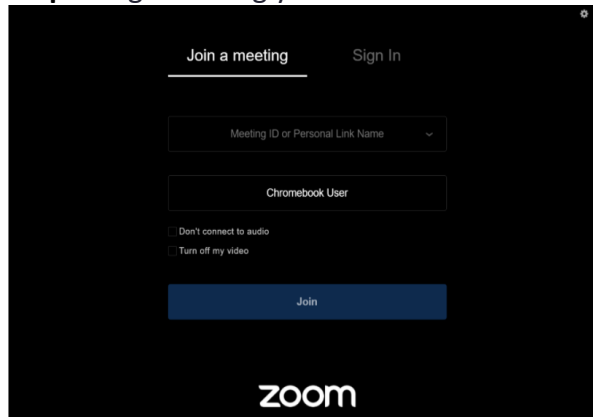 Join a meeting Sign In
Meeting ID or Personal Link Name
Chromebook User
Don't connect to audio
Turn off my video
Join
zoom